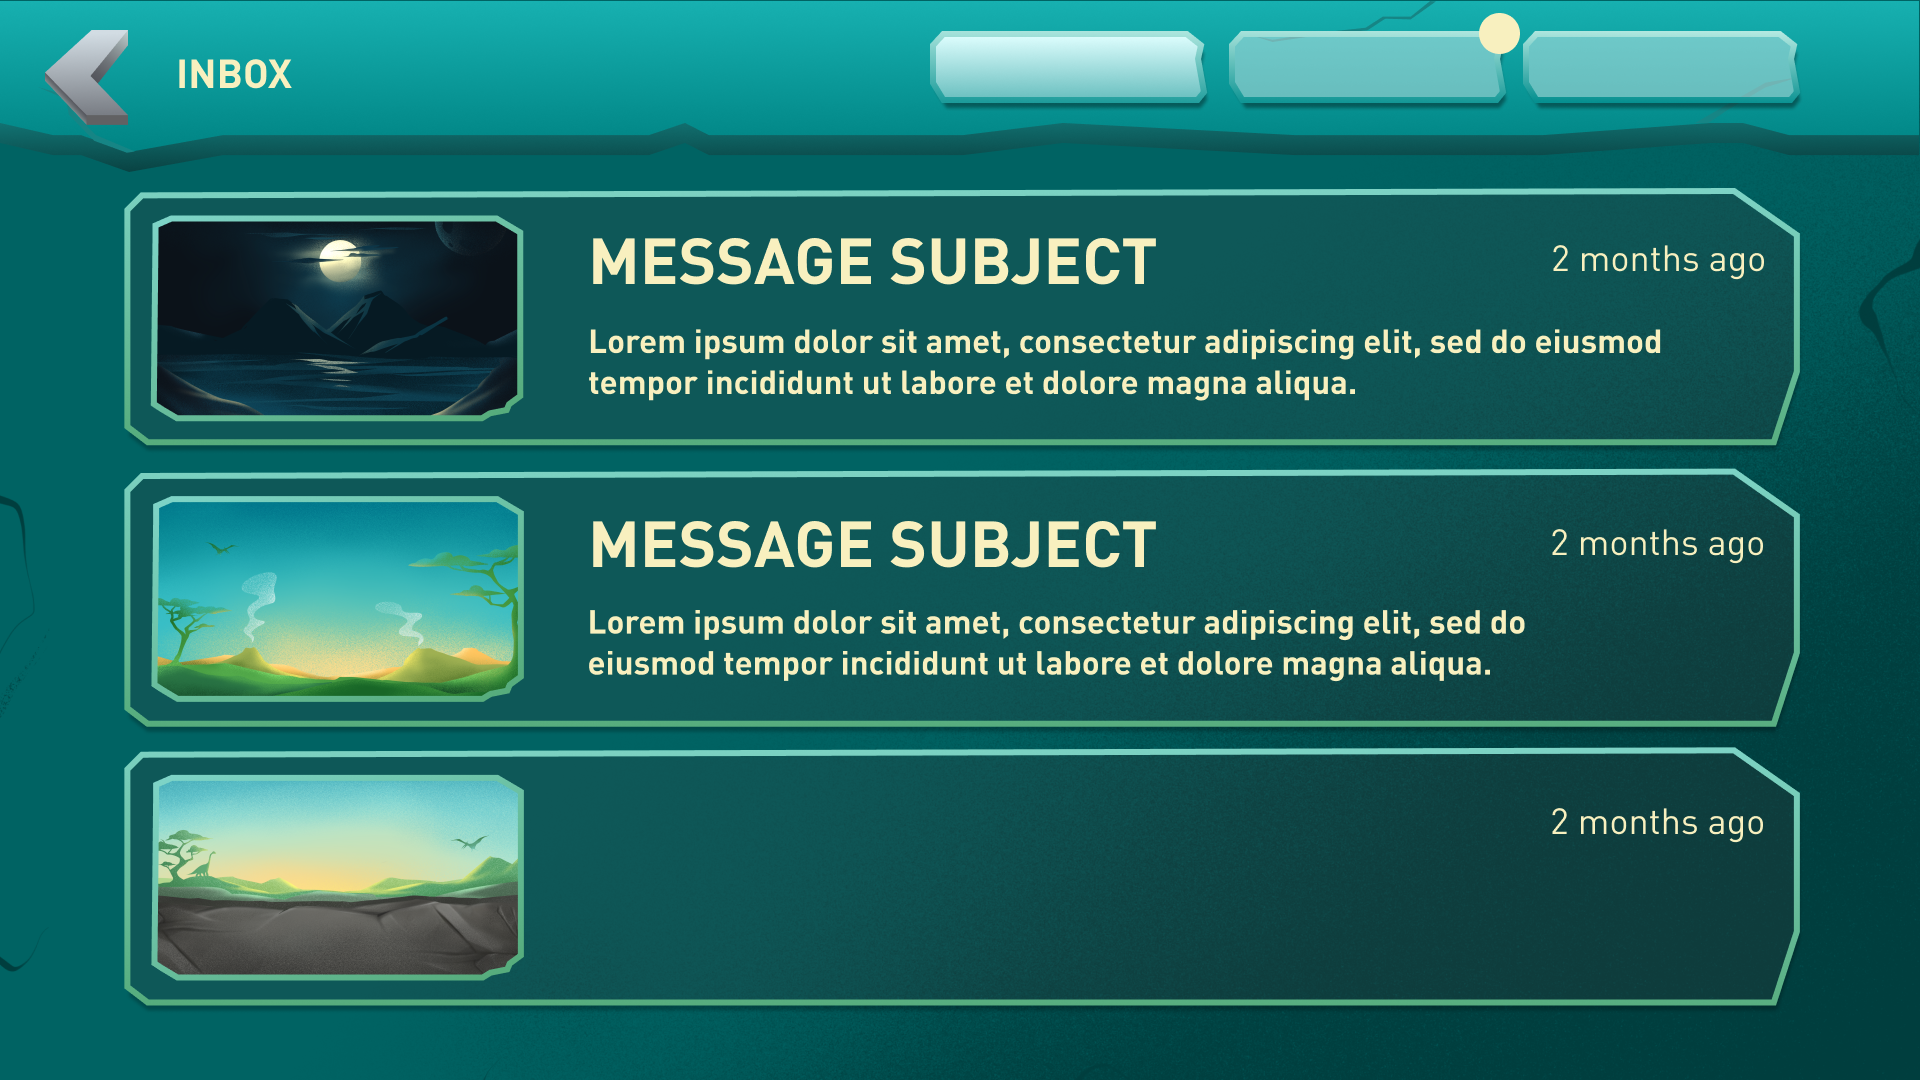 INBOX
MESSAGE SUBJECT
2 months ago
Lorem ipsum dolor sit amet, consectetur adipiscing elit, sed do eiusmod
tempor incididunt ut labore et dolore magna aliqua.
MESSAGE SUBJECT
2 months ago
Lorem ipsum dolor sit amet, consectetur adipiscing elit, sed do
eiusmod tempor incididunt ut labore et dolore magna aliqua.
2 months ago